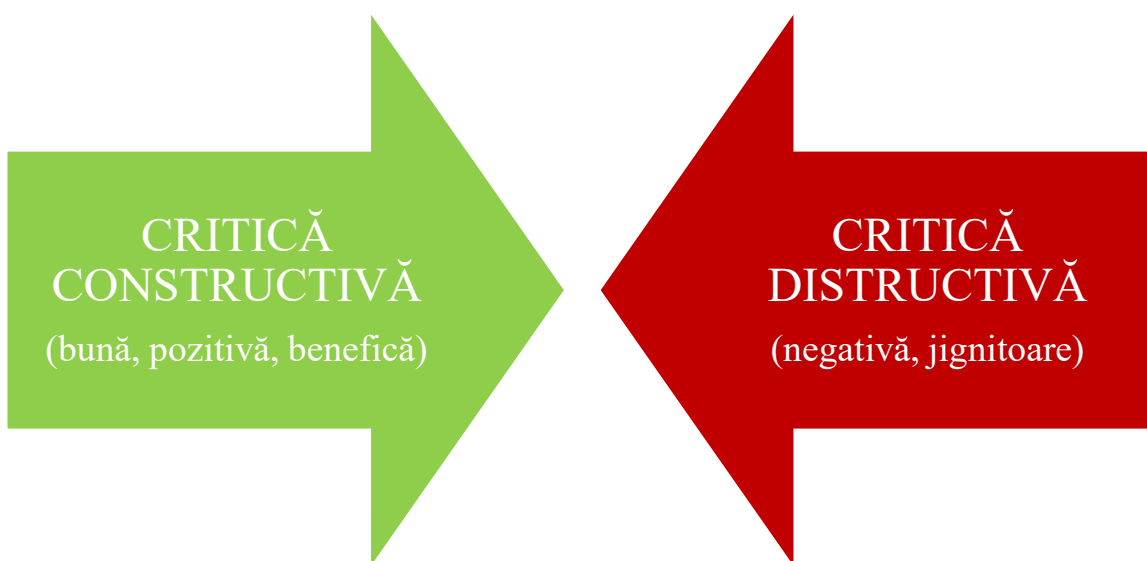 CRITICĂ
CONSTRUCTIVĂ
(bună, pozitivă, benefică)
CRITICĂ
DISTRUCTIVĂ
(negativă, jignitoare)